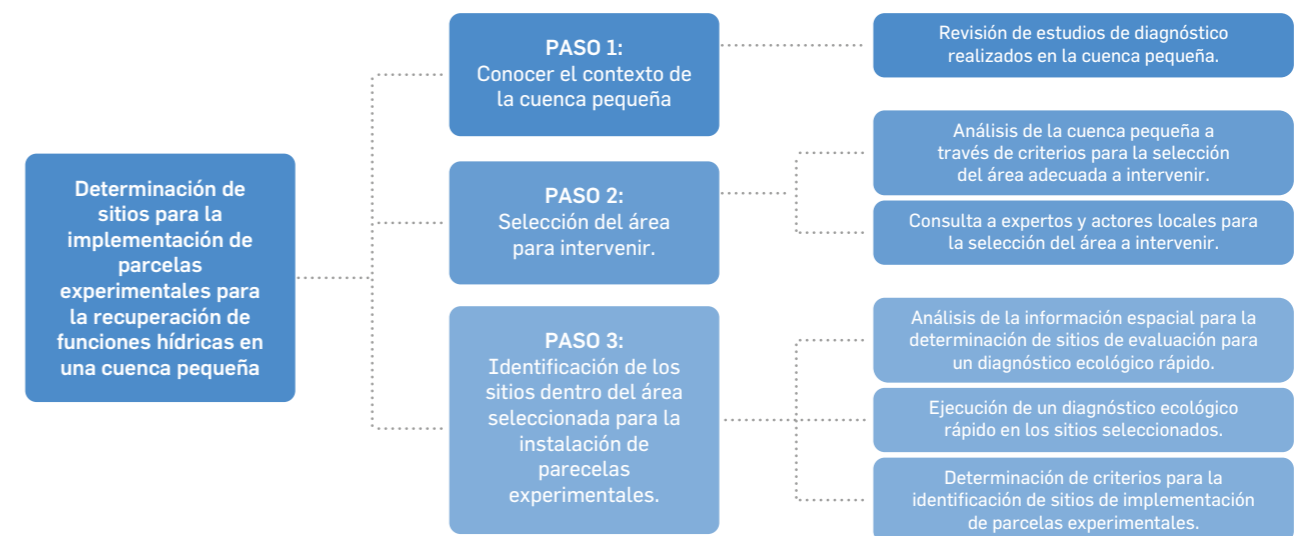 Determinación de
sitios para la
implementación de
parcelas
experimentales para
la recuperación de
funciones hídricas en
una cuenca pequeña
PASO 1:
Conocer el contexto de
la cuenca pequeña
Revisión de estudios de diagnóstico
realizados en la cuenca pequeña.
PASO 2:
Selección del área
para intervenir.
Análisis de la cuenca pequeña a
través de criterios para la selección
del área adecuada a intervenir.
Consulta a expertos y actores locales para
la selección del área a intervenir.
PASO 3:
Identificación de los
sitios dentro del área
seleccionada para la
instalación de
parecelas
experimentales.
Análisis de la información espacial para la
determinación de sitios de evaluación para
un diagnóstico ecológico rápido.
Ejecución de un diagnóstico ecológico
rápido en los sitios seleccionados.
Determinación de criterios para la
identificación de sitios de implementación
de parcelas experimentales.